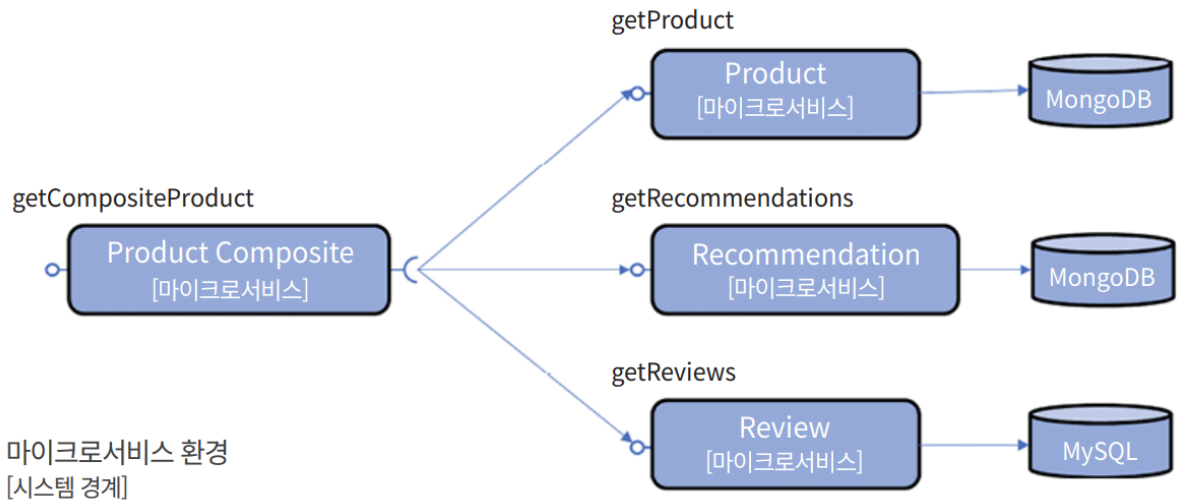 getProduct
Product
[마이크로서비스]
MongoDB
getCompositeProduct
Product Composite
[마이크로서비스]
getRecommendations
Recommendation
[마이크로서비스]
MongoDB
getReviews
Review
[마이크로서비스]
MySQL
마이크로서비스 환경
[시스템 경계]